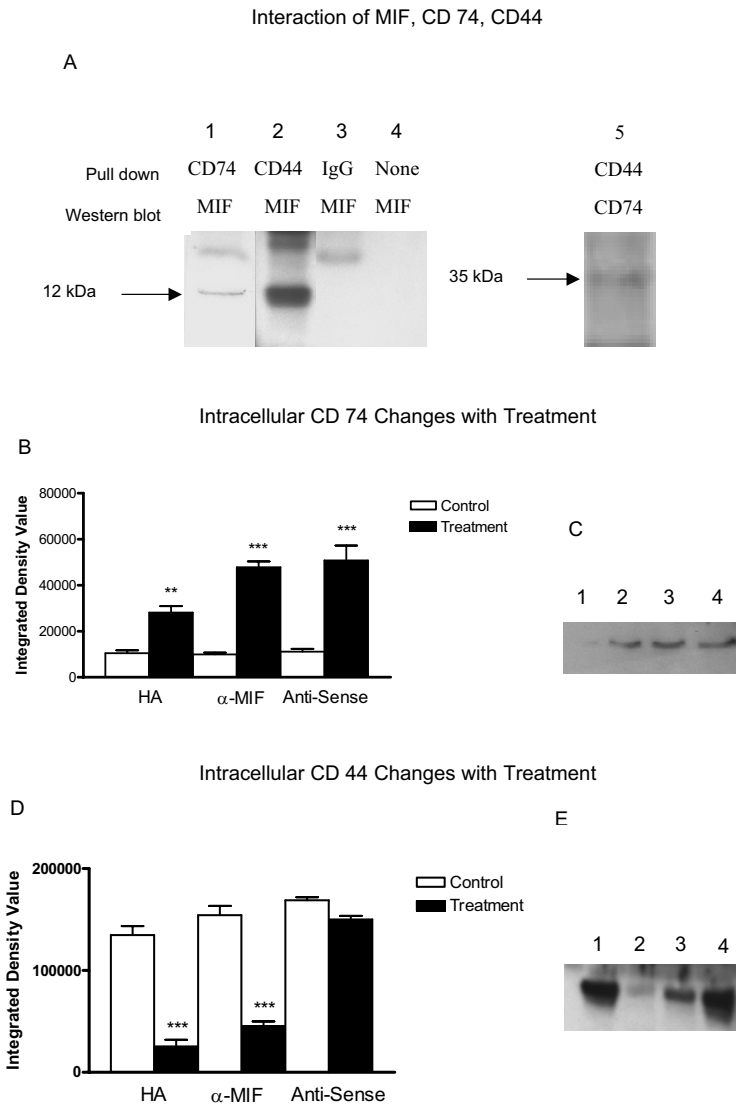 Interaction of MIF, CD 74, CD44
A
1 2 3 4 5
Pull down CD74 CD44 IgG None CD44
Western blot MIF MIF MIF MIF CD74
12 kDa
35 kDa
Intracellular CD 74 Changes with Treatment
B
Integrated Density Value
80000
60000
40000
20000
0
** *** ***
HA α-MIF Anti-Sense
Control
Treatment
C
1 2 3 4
Intracellular CD 44 Changes with Treatment
D
Integrated Density Value
200000
100000
0
*** ***
HA α-MIF Anti-Sense
Control
Treatment
E
1 2 3 4